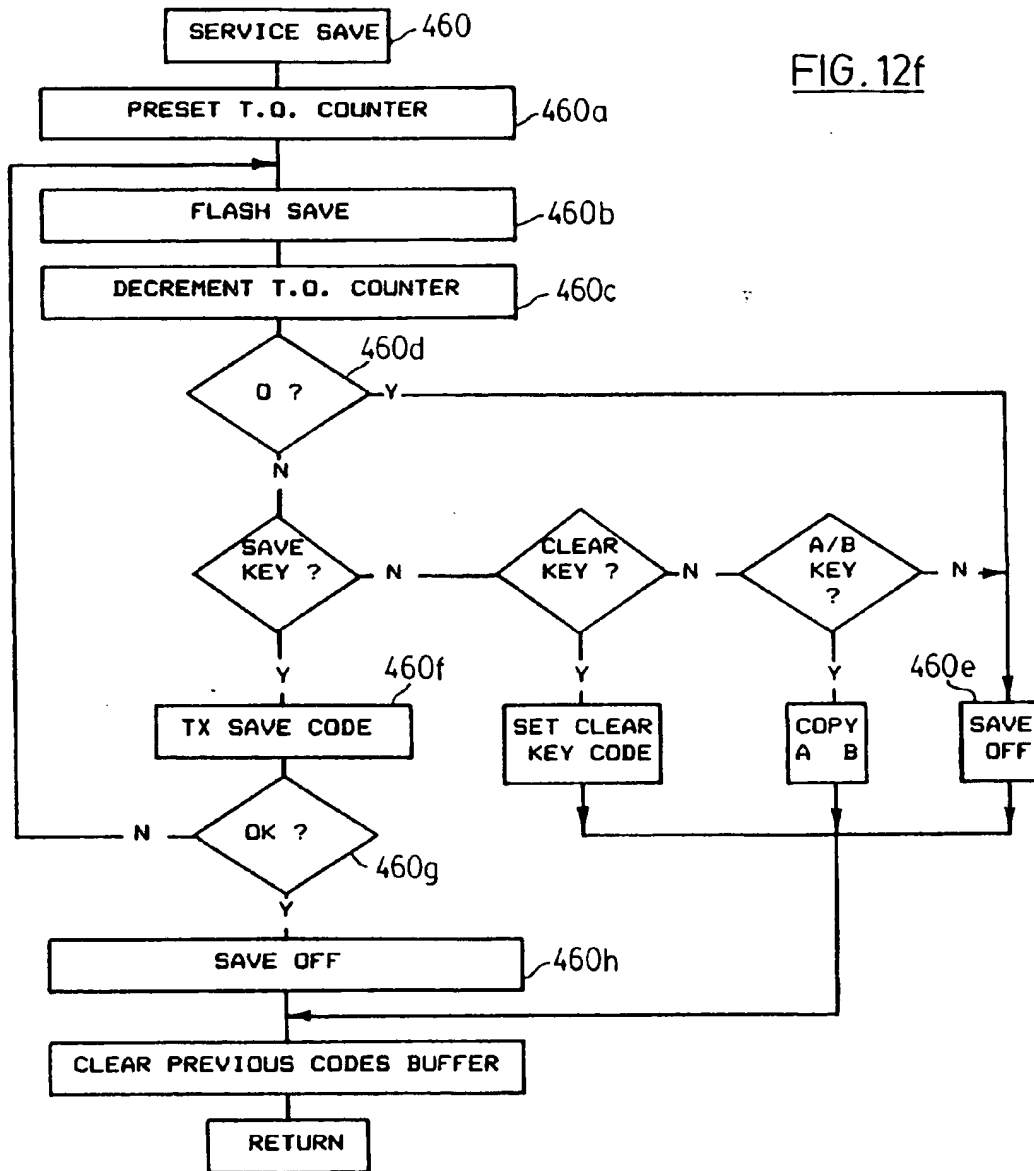 SERVICE SAVE
460
FIG. 12f
PRESET T.O. COUNTER
460a
FLASH SAVE
460b
DECREMENT T.O. COUNTER
460c
460d
0 ?
Y
N
SAVE
KEY ?
N
CLEAR
KEY ?
N
A/B
KEY
?
N
Y
460f
TX SAVE CODE
Y
SET CLEAR
KEY CODE
Y
COPY
A B
460e
SAVE
OFF
N
OK ?
460g
Y
SAVE OFF
460h
CLEAR PREVIOUS CODES BUFFER
RETURN